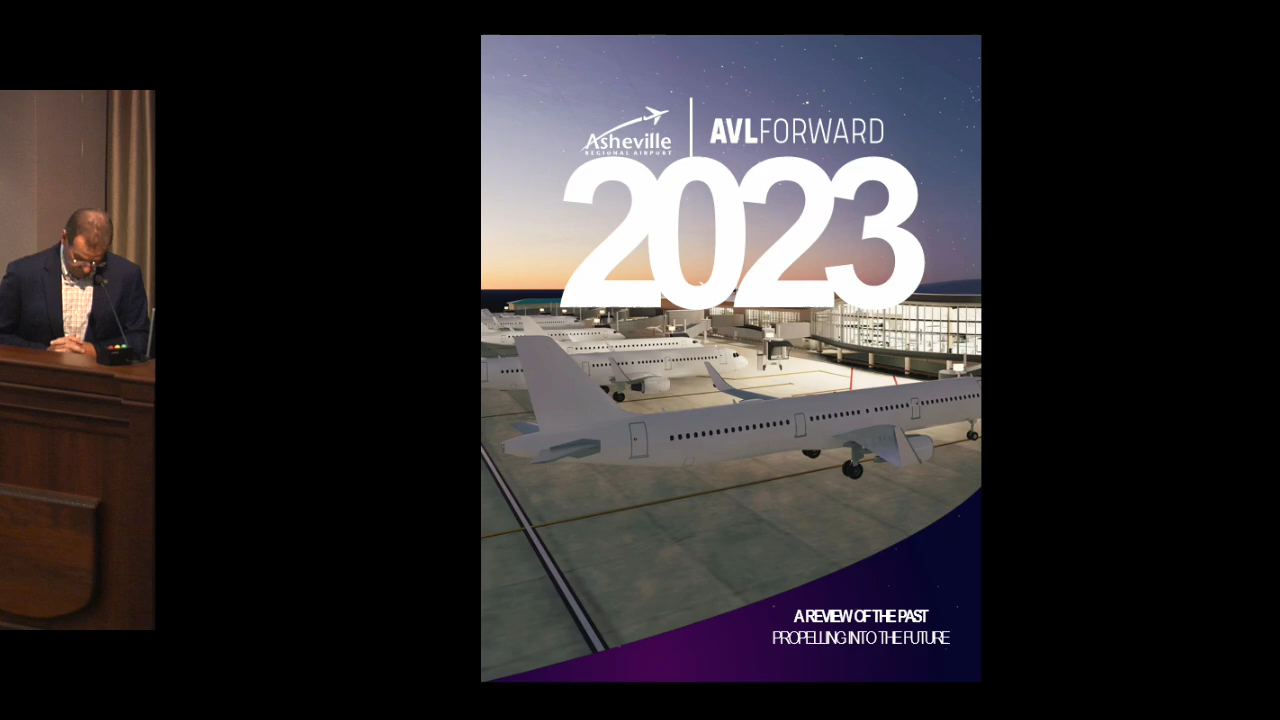 Asheville
REGIONAL AIRPORT
AVLFORWARD
2023
A REVIEW OF THE PAST
PROPELLING INTO THE FUTURE